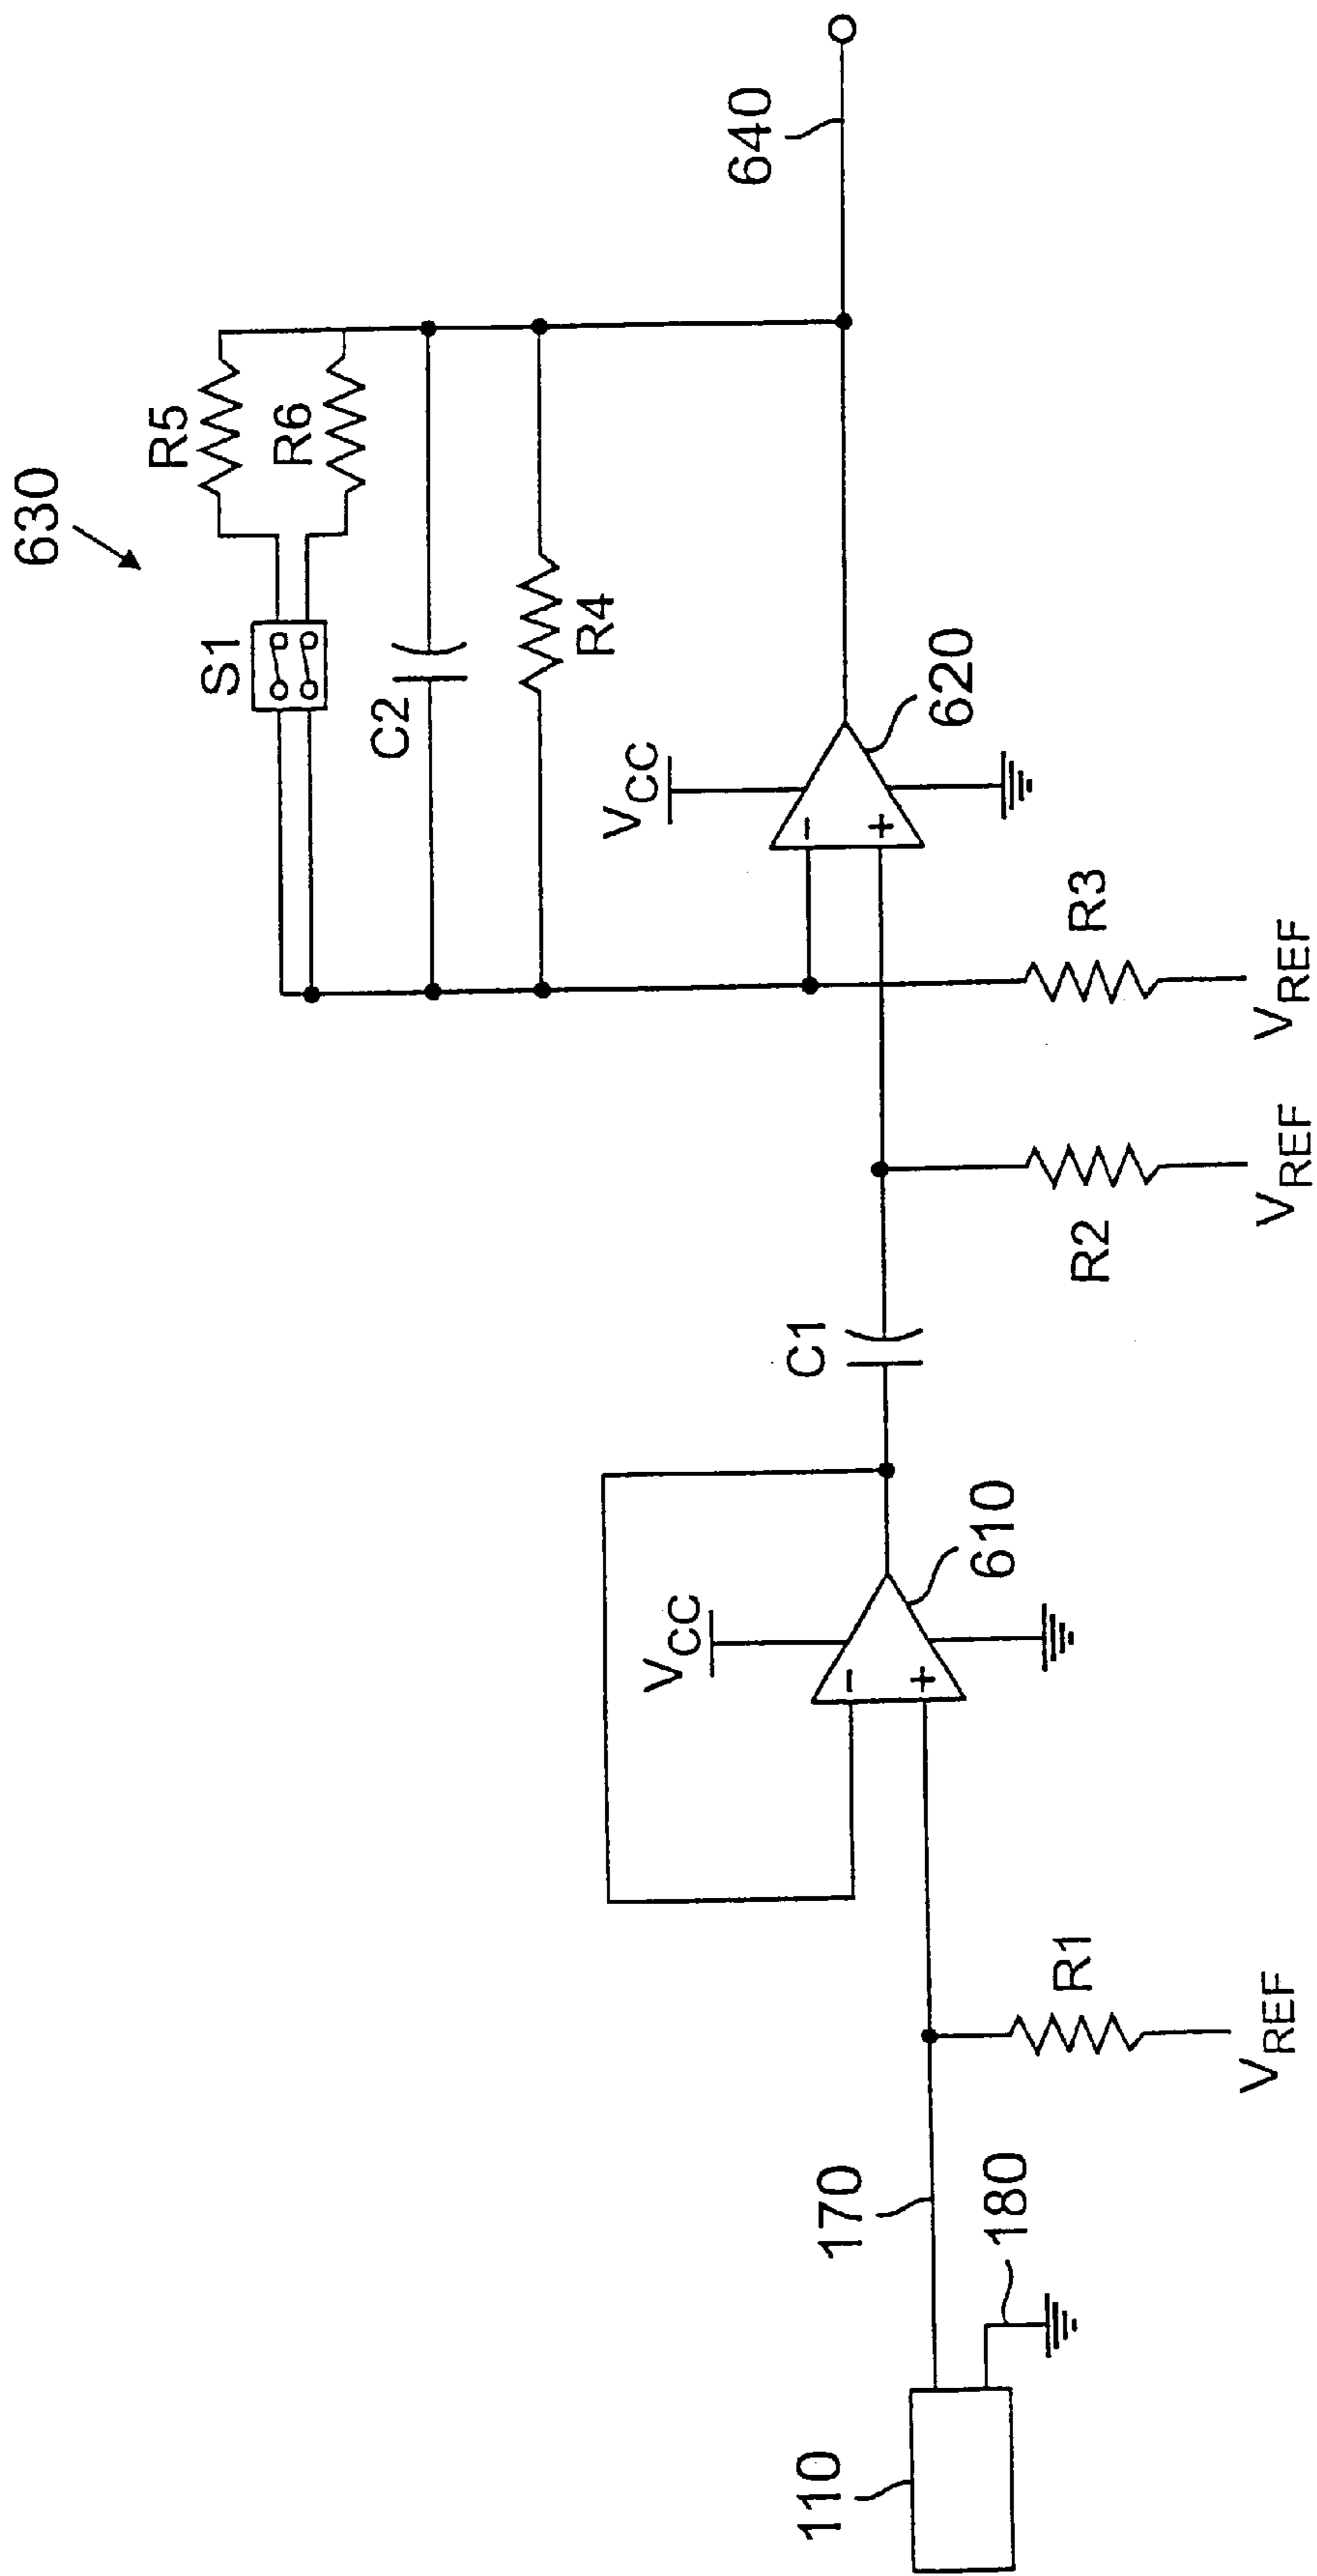 630
R5
S1
R6
C2
R4
640
VCC
620
−
+
R3
VREF
C1
R2
VREF
VCC
610
−
+
R1
VREF
170
180
110